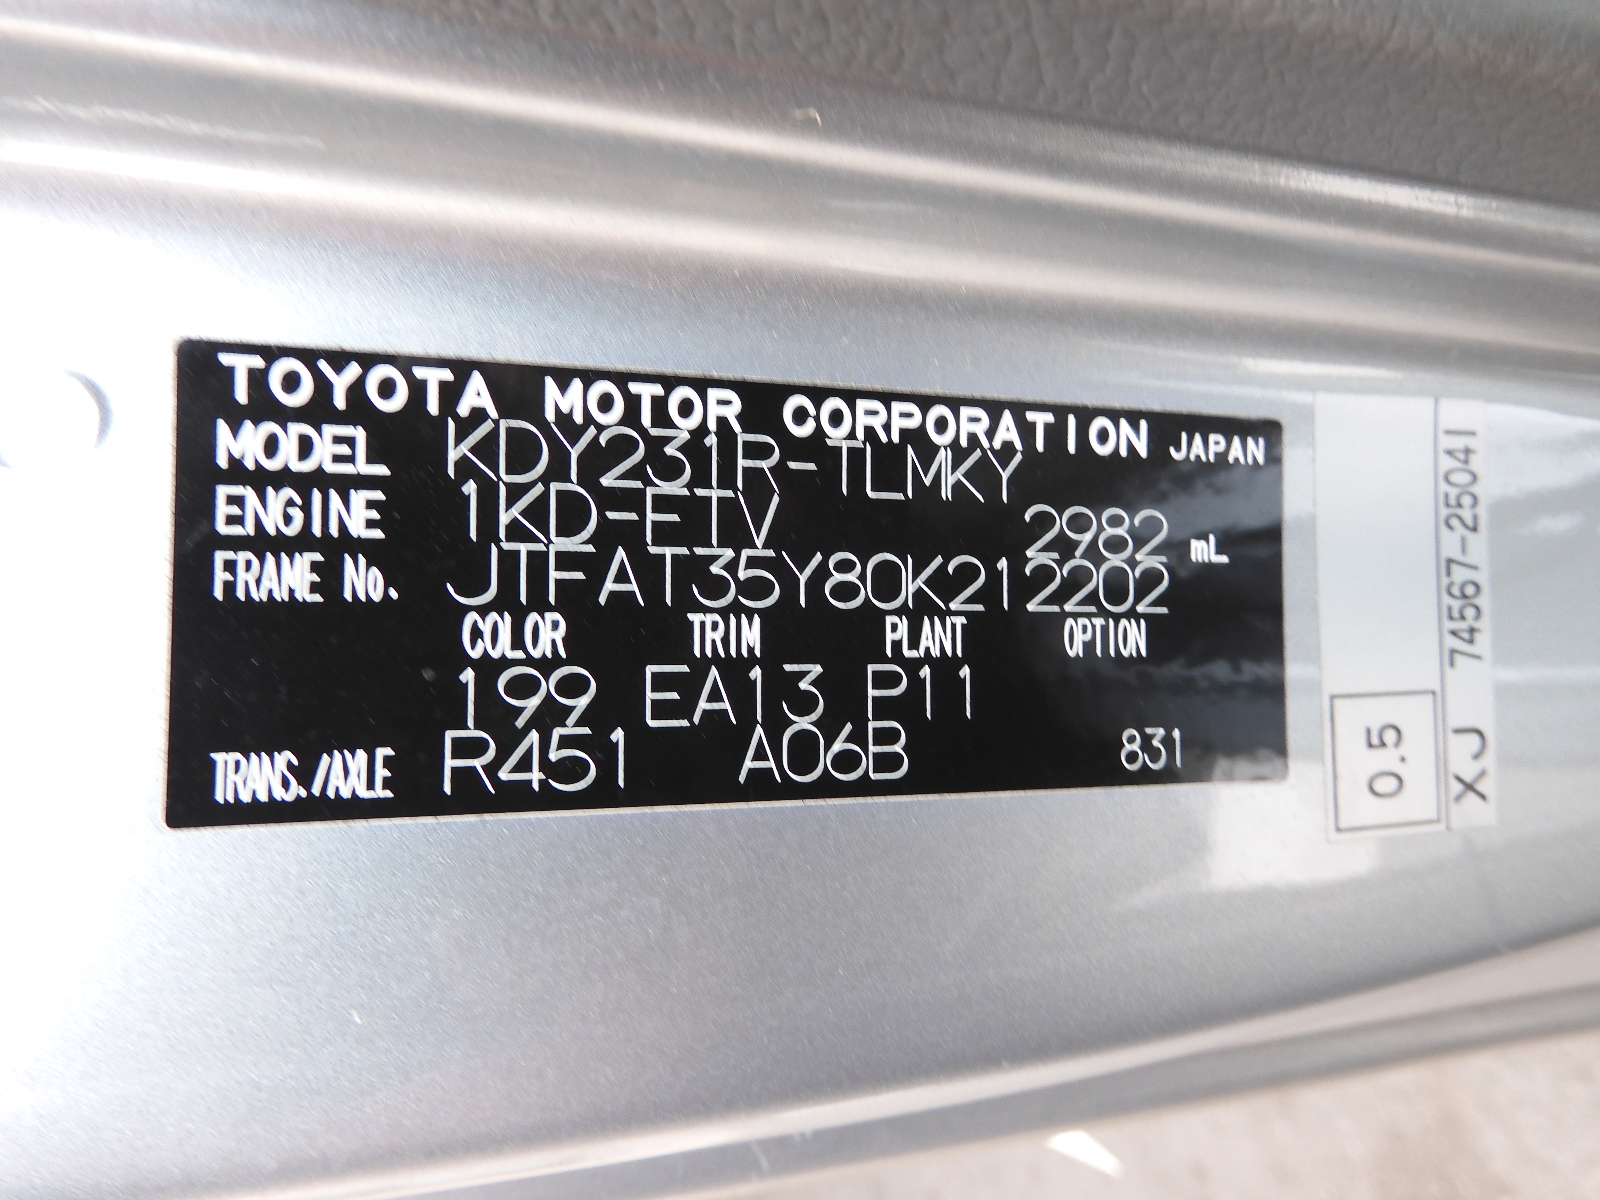 TOYOTA MOTOR CORPORATION JAPAN
MODEL KDY231R-TLMKY
ENGINE 1KD-FTV 2982 mL
FRAME No. JTFAT35Y80K212202
COLOR TRIM PLANT OPTION
199 EA13 P11
TRANS./AXLE R451 A06B 831
0.5
XJ 74567-25041